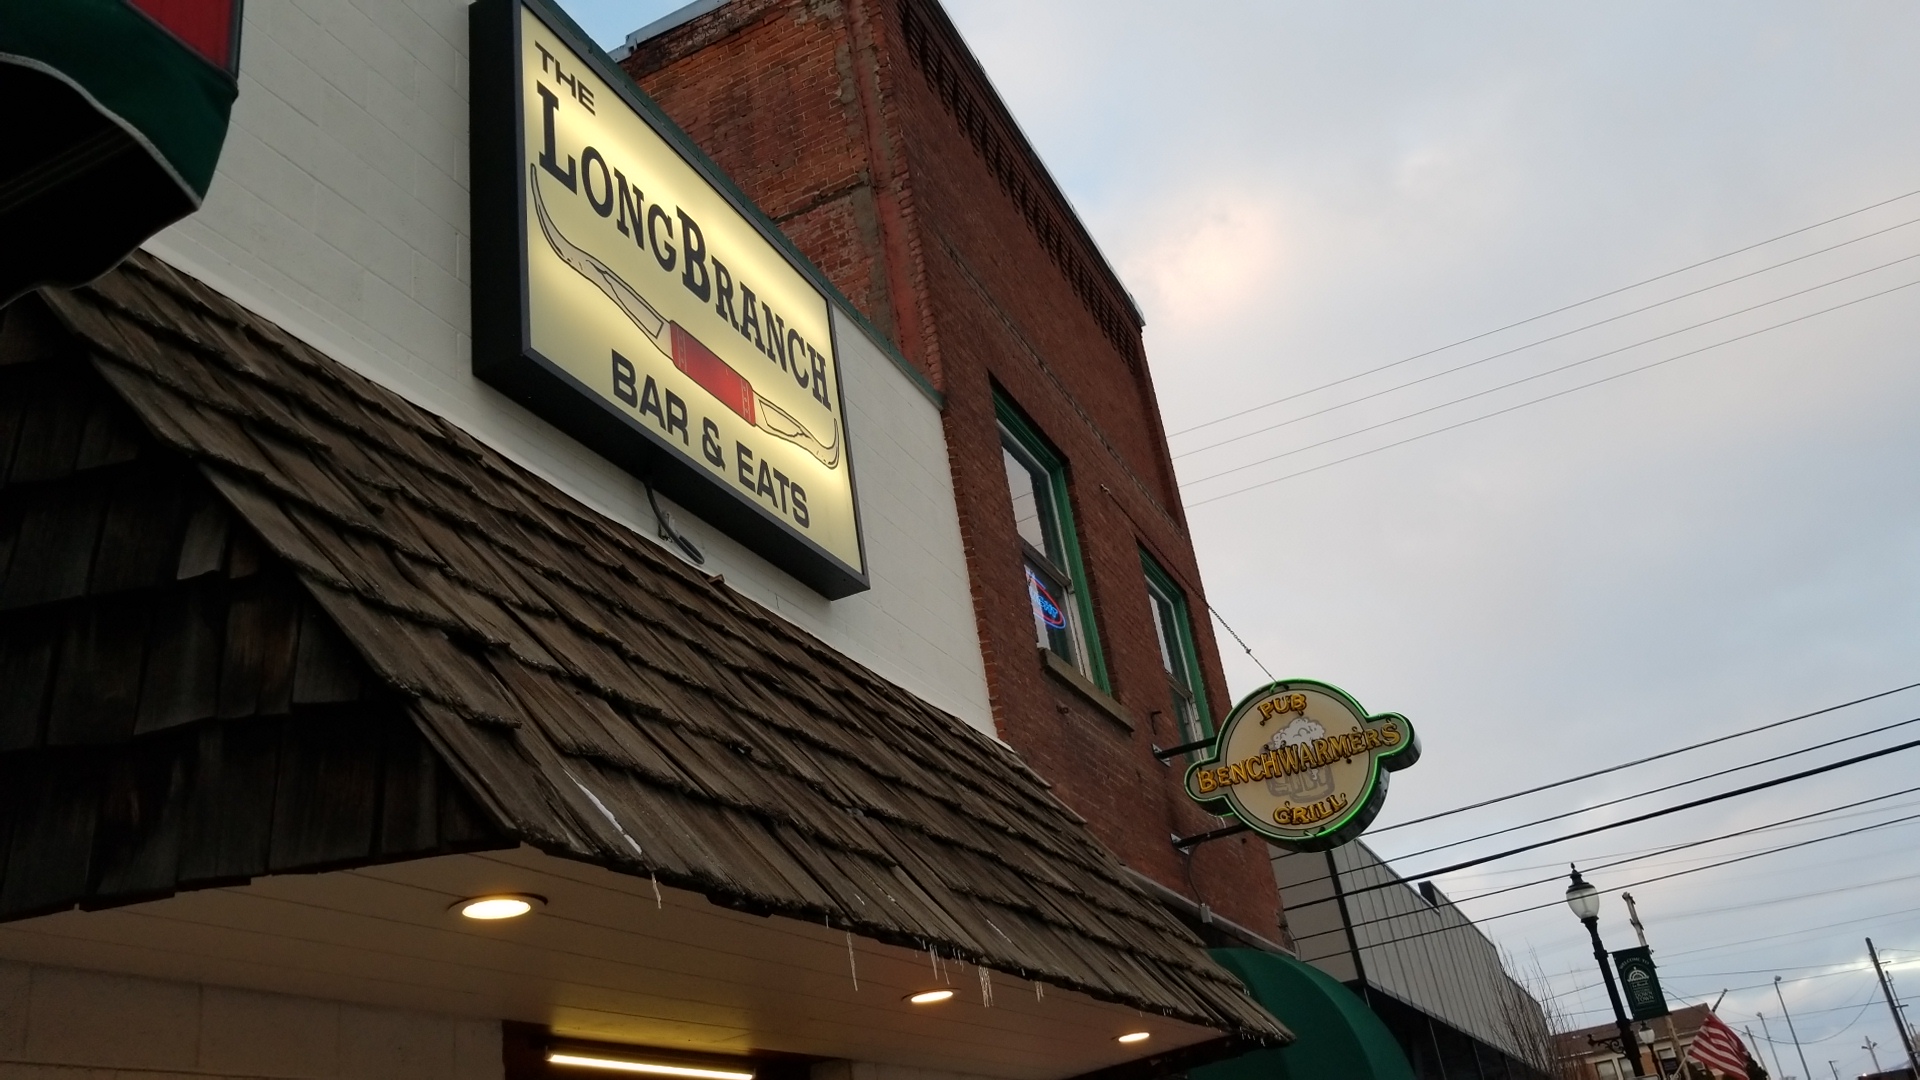 THE
LONGBRANCH
BAR & EATS
PUB
BENCHWARMERS
GRILL